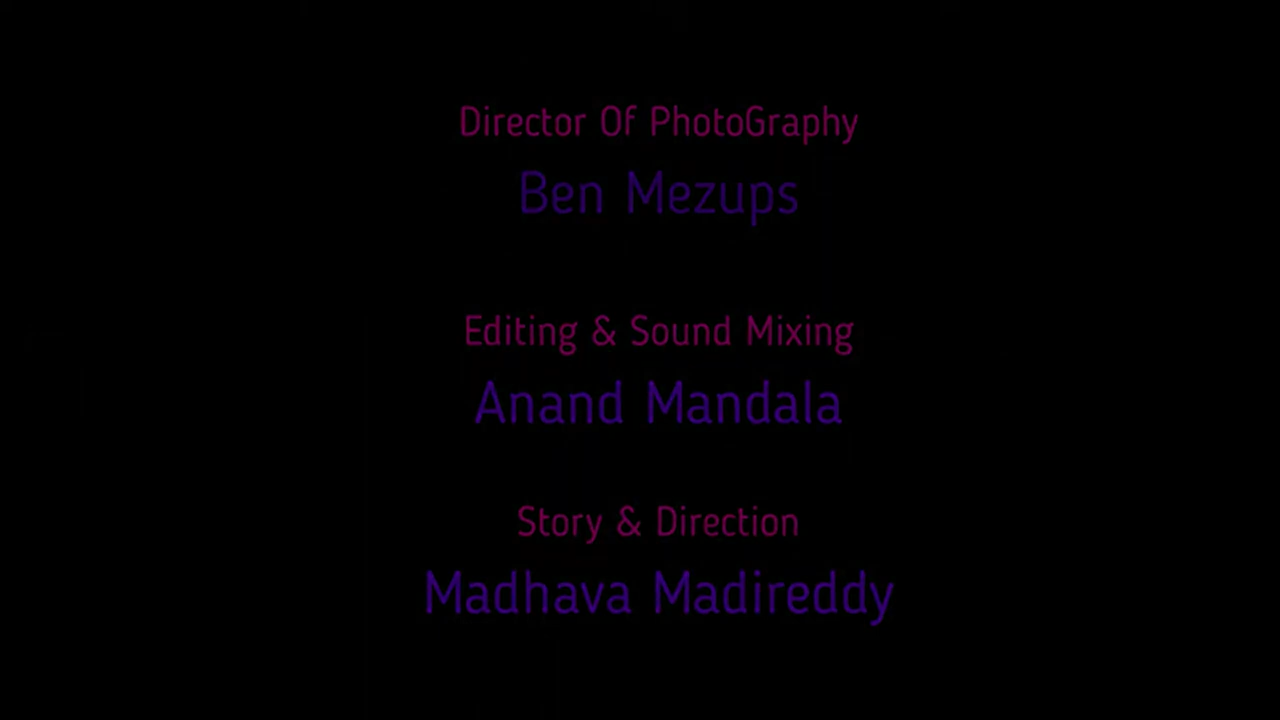 Director Of PhotoGraphy
Ben Mezups
Editing & Sound Mixing
Anand Mandala
Story & Direction
Madhava Madireddy